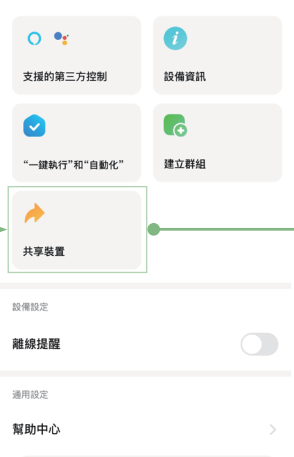 支援的第三方控制
設備資訊
“一鍵執行”和“自動化”
建立群組
共享裝置
設備設定
離線提醒
通用設定
幫助中心